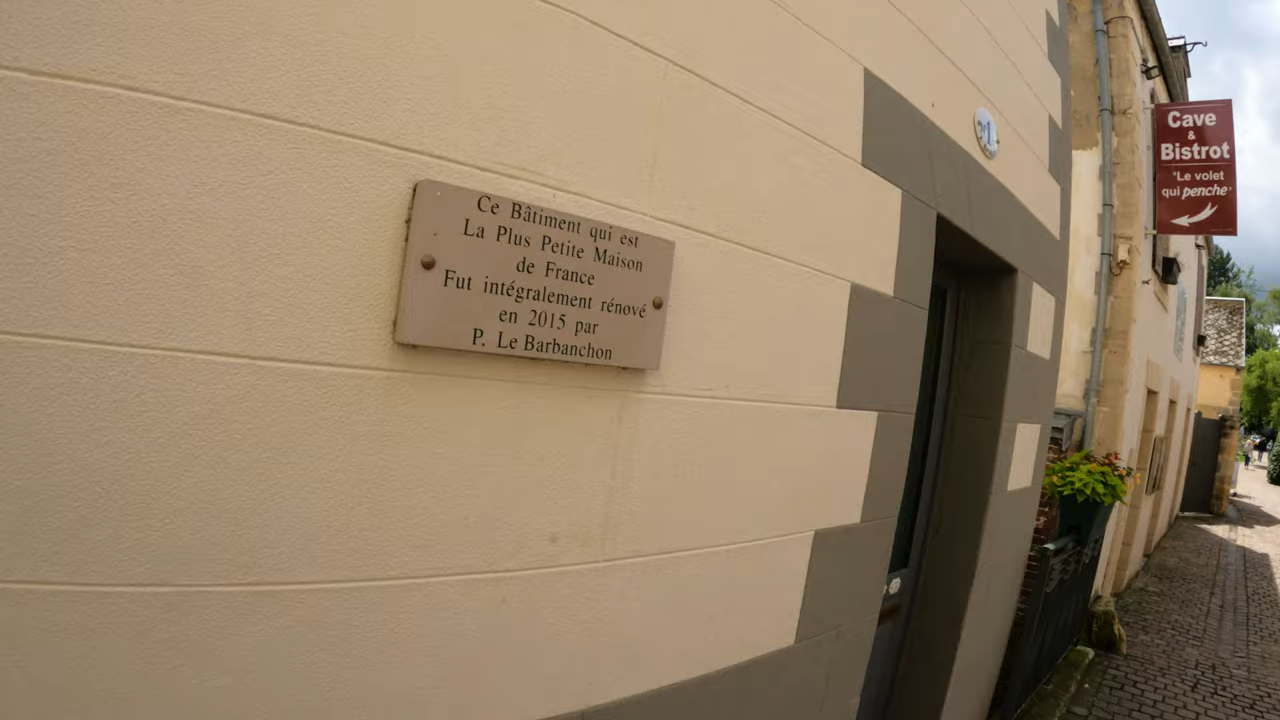 Ce Bâtiment qui est
La Plus Petite Maison
de France
Fut intégralement rénové
en 2015 par
P. Le Barbanchon
1
Cave
&
Bistrot
"Le volet
qui penche"